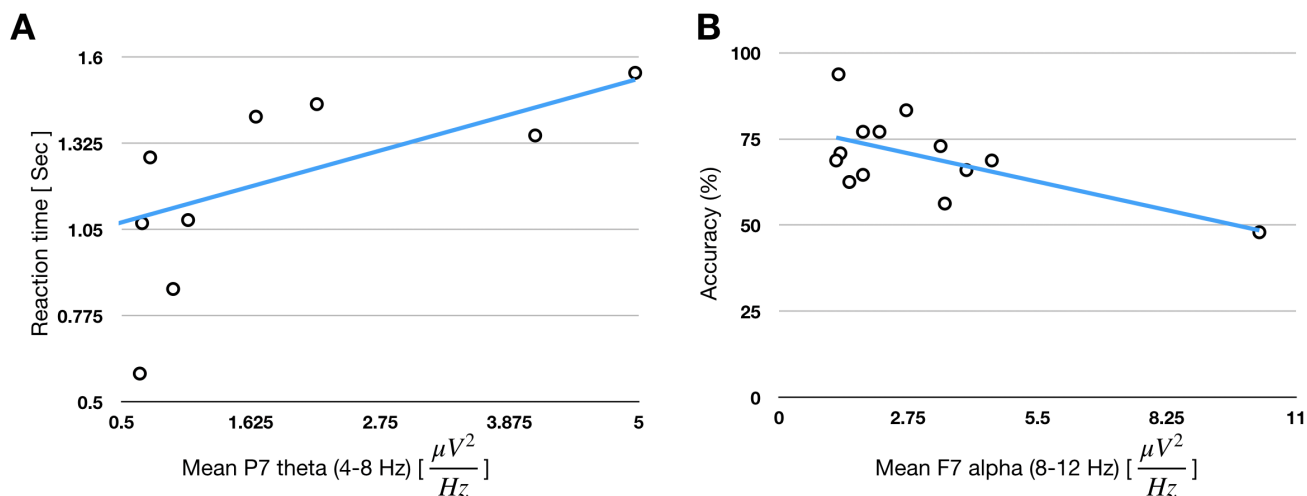 A
Reaction time [ Sec ]
1.6
1.325
1.05
0.775
0.5
0.5 1.625 2.75 3.875 5
Mean P7 theta (4-8 Hz) [ μV²/Hz ]
B
Accuracy (%)
100
75
50
25
0
0 2.75 5.5 8.25 11
Mean F7 alpha (8-12 Hz) [ μV²/Hz ]